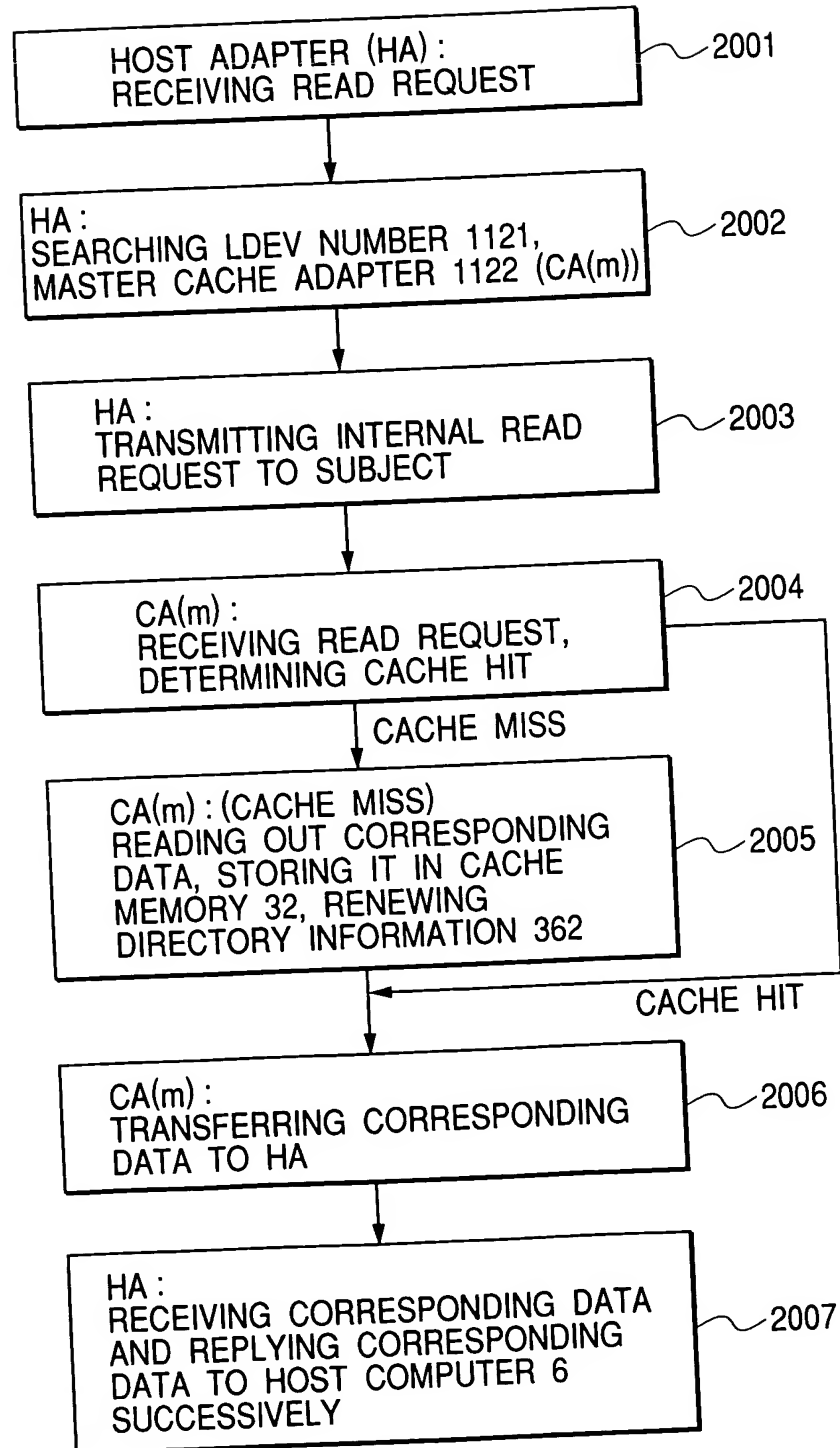 HOST ADAPTER (HA) :
RECEIVING READ REQUEST
2001
HA :
SEARCHING LDEV NUMBER 1121,
MASTER CACHE ADAPTER 1122 (CA(m))
2002
HA :
TRANSMITTING INTERNAL READ
REQUEST TO SUBJECT
2003
CA(m) :
RECEIVING READ REQUEST,
DETERMINING CACHE HIT
2004
CACHE MISS
CA(m) : (CACHE MISS)
READING OUT CORRESPONDING
DATA, STORING IT IN CACHE
MEMORY 32, RENEWING
DIRECTORY INFORMATION 362
2005
CACHE HIT
CA(m) :
TRANSFERRING CORRESPONDING
DATA TO HA
2006
HA :
RECEIVING CORRESPONDING DATA
AND REPLYING CORRESPONDING
DATA TO HOST COMPUTER 6
SUCCESSIVELY
2007